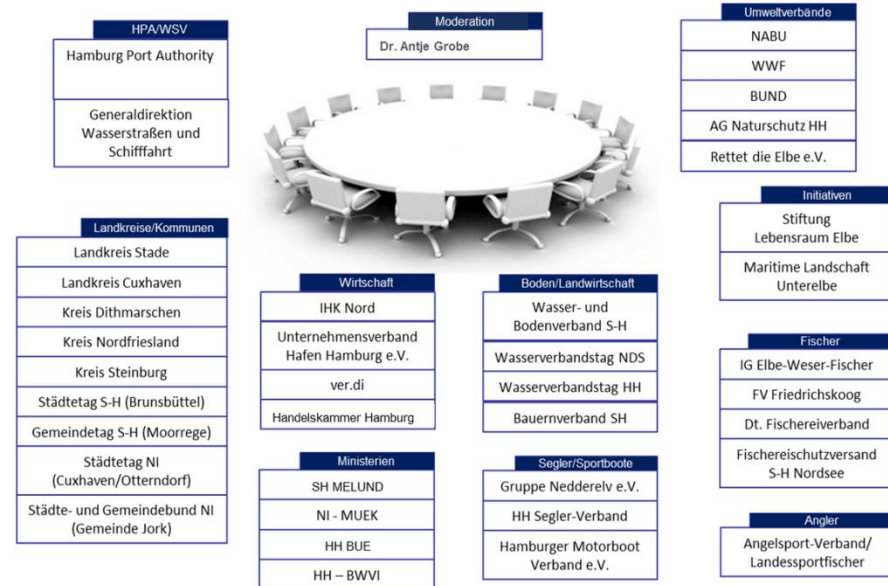 HPA/WSV
Hamburg Port Authority
Generaldirektion
Wasserstraßen und
Schifffahrt
Moderation
Dr. Antje Grobe
Umweltverbände
NABU
WWF
BUND
AG Naturschutz HH
Rettet die Elbe e.V.
Landkreise/Kommunen
Landkreis Stade
Landkreis Cuxhaven
Kreis Dithmarschen
Kreis Nordfriesland
Kreis Steinburg
Städtetag S-H (Brunsbüttel)
Gemeindetag S-H (Moorrege)
Städtetag NI
(Cuxhaven/Otterndorf)
Städte- und Gemeindebund NI
(Gemeinde Jork)
Wirtschaft
IHK Nord
Unternehmensverband
Hafen Hamburg e.V.
ver.di
Handelskammer Hamburg
Ministerien
SH MELUND
NI - MUEK
HH BUE
HH – BWVI
Boden/Landwirtschaft
Wasser- und
Bodenverband S-H
Wasserverbandstag NDS
Wasserverbandstag HH
Bauernverband SH
Segler/Sportboote
Gruppe Nedderelv e.V.
HH Segler-Verband
Hamburger Motorboot
Verband e.V.
Initiativen
Stiftung
Lebensraum Elbe
Maritime Landschaft
Unterelbe
Fischer
IG Elbe-Weser-Fischer
FV Friedrichskoog
Dt. Fischereiverband
Fischereischutzversand
S-H Nordsee
Angler
Angelsport-Verband/
Landessportfischer